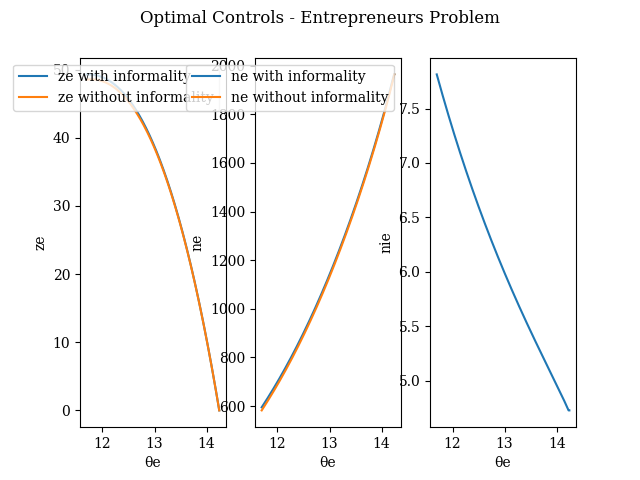 Optimal Controls - Entrepreneurs Problem
ze with informality
ze without informality
ne with informality
ne without informality
50
40
30
20
10
0
ze
12 13 14
θe
2000
1800
1600
1400
1200
1000
800
600
ne
12 13 14
θe
7.5
7.0
6.5
6.0
5.5
5.0
nie
12 13 14
θe